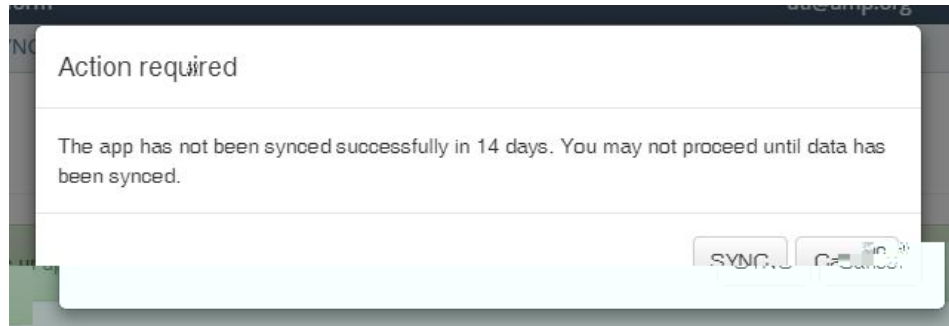 Action required
The app has not been synced successfully in 14 days. You may not proceed until data has
been synced.
SYNC